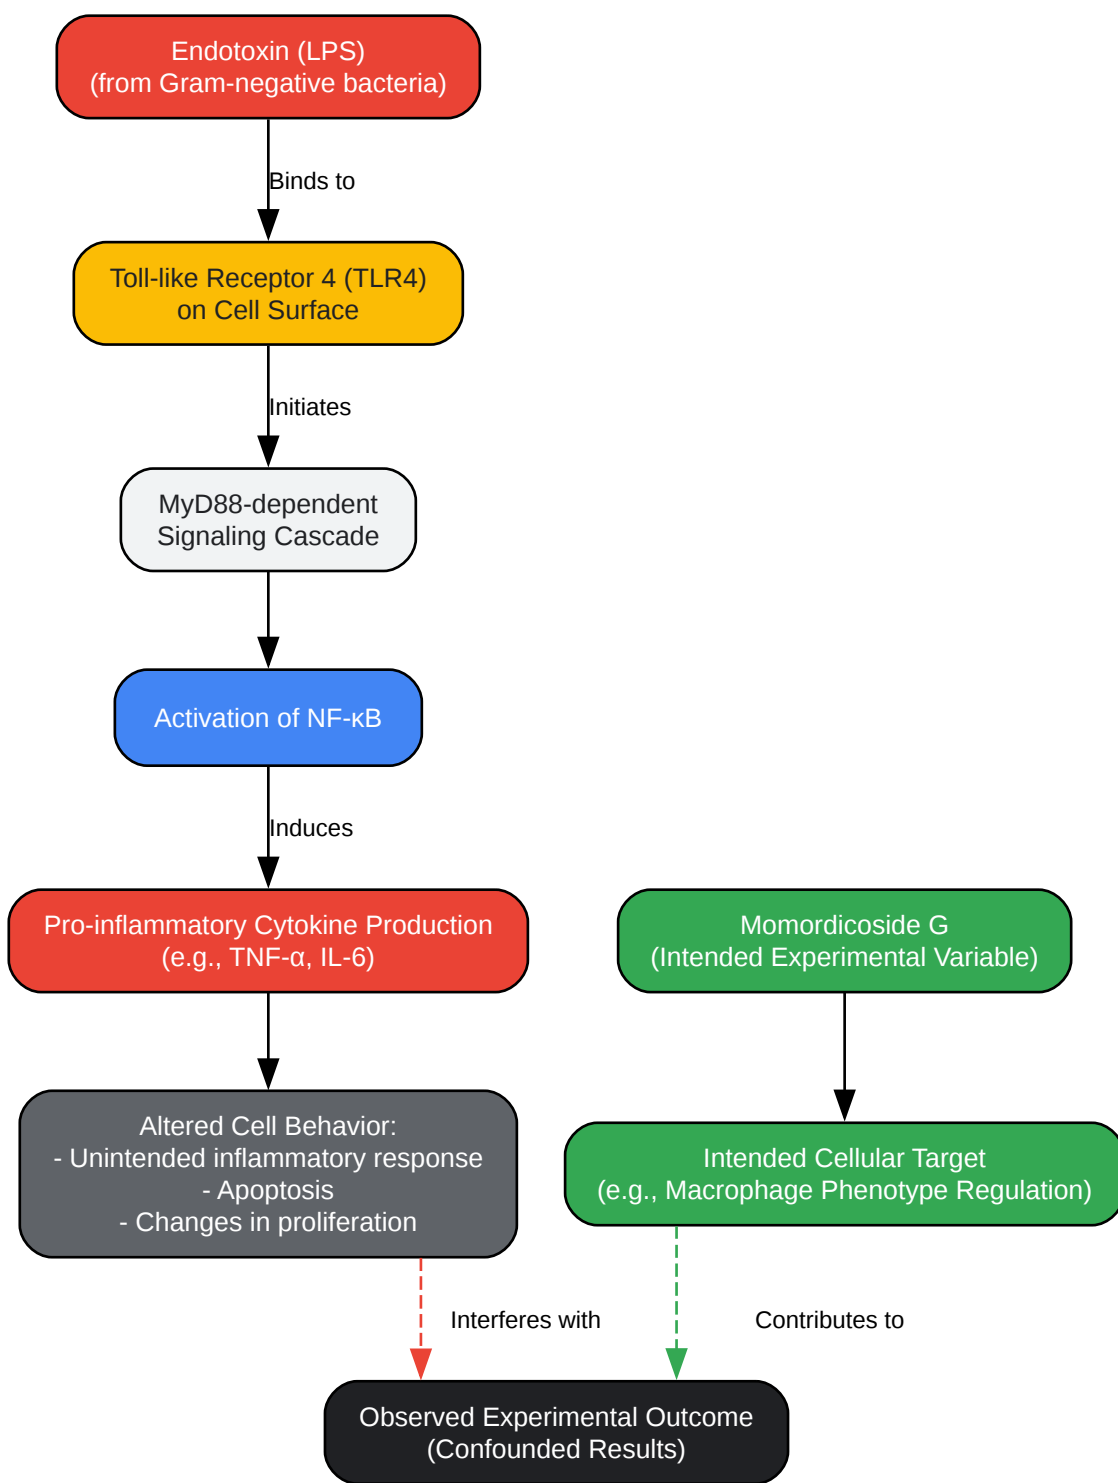 Endotoxin (LPS)
(from Gram-negative bacteria)
Binds to
Toll-like Receptor 4 (TLR4)
on Cell Surface
Initiates
MyD88-dependent
Signaling Cascade
Activation of NF-κB
Induces
Pro-inflammatory Cytokine Production
(e.g., TNF-α, IL-6)
Momordicoside G
(Intended Experimental Variable)
Altered Cell Behavior:
- Unintended inflammatory response
- Apoptosis
- Changes in proliferation
Intended Cellular Target
(e.g., Macrophage Phenotype Regulation)
Interferes with
Contributes to
Observed Experimental Outcome
(Confounded Results)